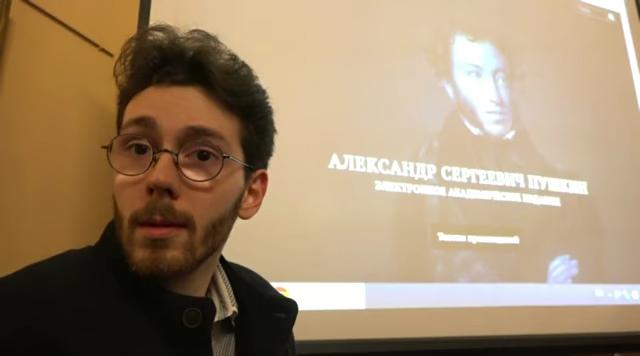 АЛЕКСАНДР СЕРГЕЕВИЧ ПУШКИН
ЭЛЕКТРОННОЕ АКАДЕМИЧЕСКОЕ ИЗДАНИЕ